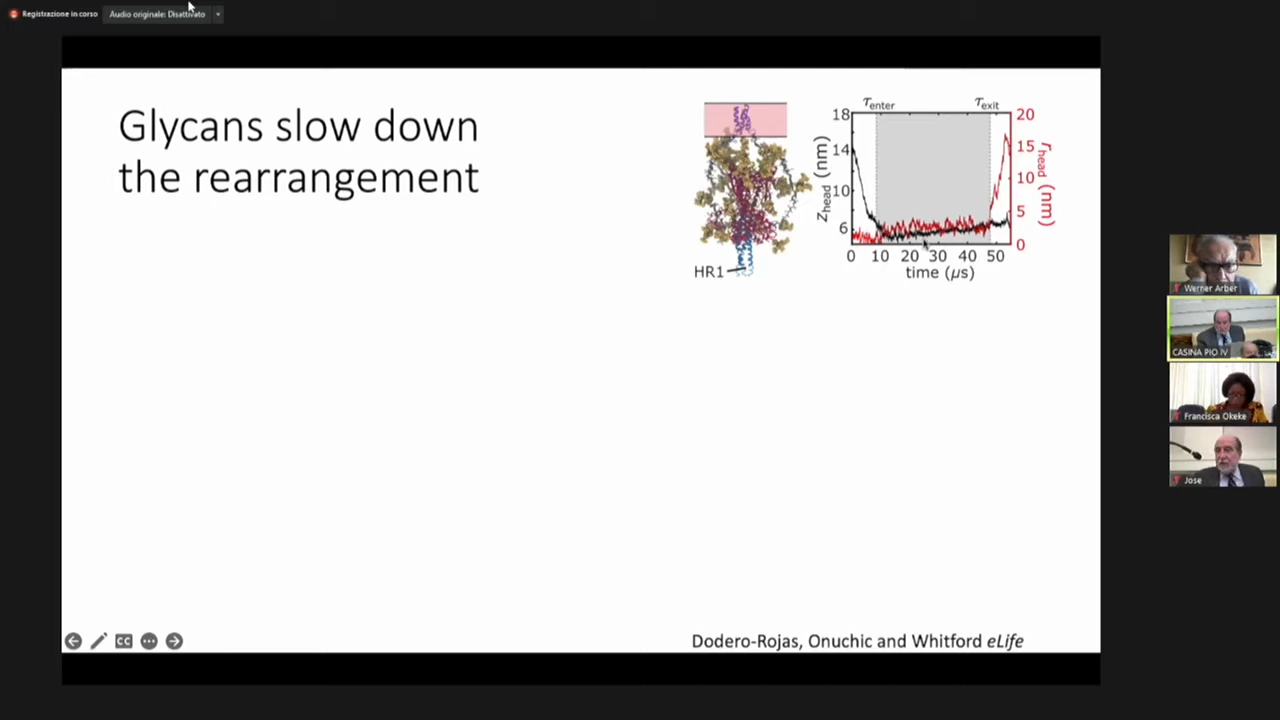 Registrazione in corso
Audio originale: Disattivato
Glycans slow down
the rearrangement
HR1
τenter
τexit
18
14
10
6
zhead (nm)
20
15
10
5
0
rhead (nm)
0 10 20 30 40 50
time (μs)
Werner Arber
CASINA PIO IV
Francisca Okeke
Jose
CC
Dodero-Rojas, Onuchic and Whitford eLife